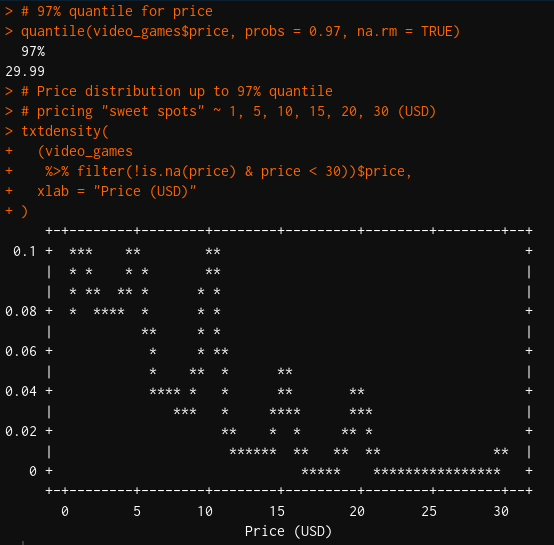 > # 97% quantile for price
> quantile(video_games$price, probs = 0.97, na.rm = TRUE)
  97%
29.99
> # Price distribution up to 97% quantile
> # pricing "sweet spots" ~ 1, 5, 10, 15, 20, 30 (USD)
> txtdensity(
+   (video_games
+    %>% filter(!is.na(price) & price < 30))$price,
+   xlab = "Price (USD)"
+ )
     +-+--------+--------+--------+---------+--------+--------+--+
 0.1 +  ***    **        **                                      +
     |  * **    * *       **                                      |
     |  * **  ** *      * *                                      |
0.08 +  *  ****  *      * *                                      +
     |           **     * *                                      |
0.06 +            *     * **                                     +
     |            *    **  *      **                             |
0.04 +            **** *   *      **       **                    +
     |               ***   *     ****      ***                   |
0.02 +                     **    *  *     ** *                   +
     |                      ******  **   **  **              **  |
   0 +                               *****    ****************   +
     +-+--------+--------+--------+---------+--------+--------+--+
       0        5       10       15        20       25       30
                              Price (USD)